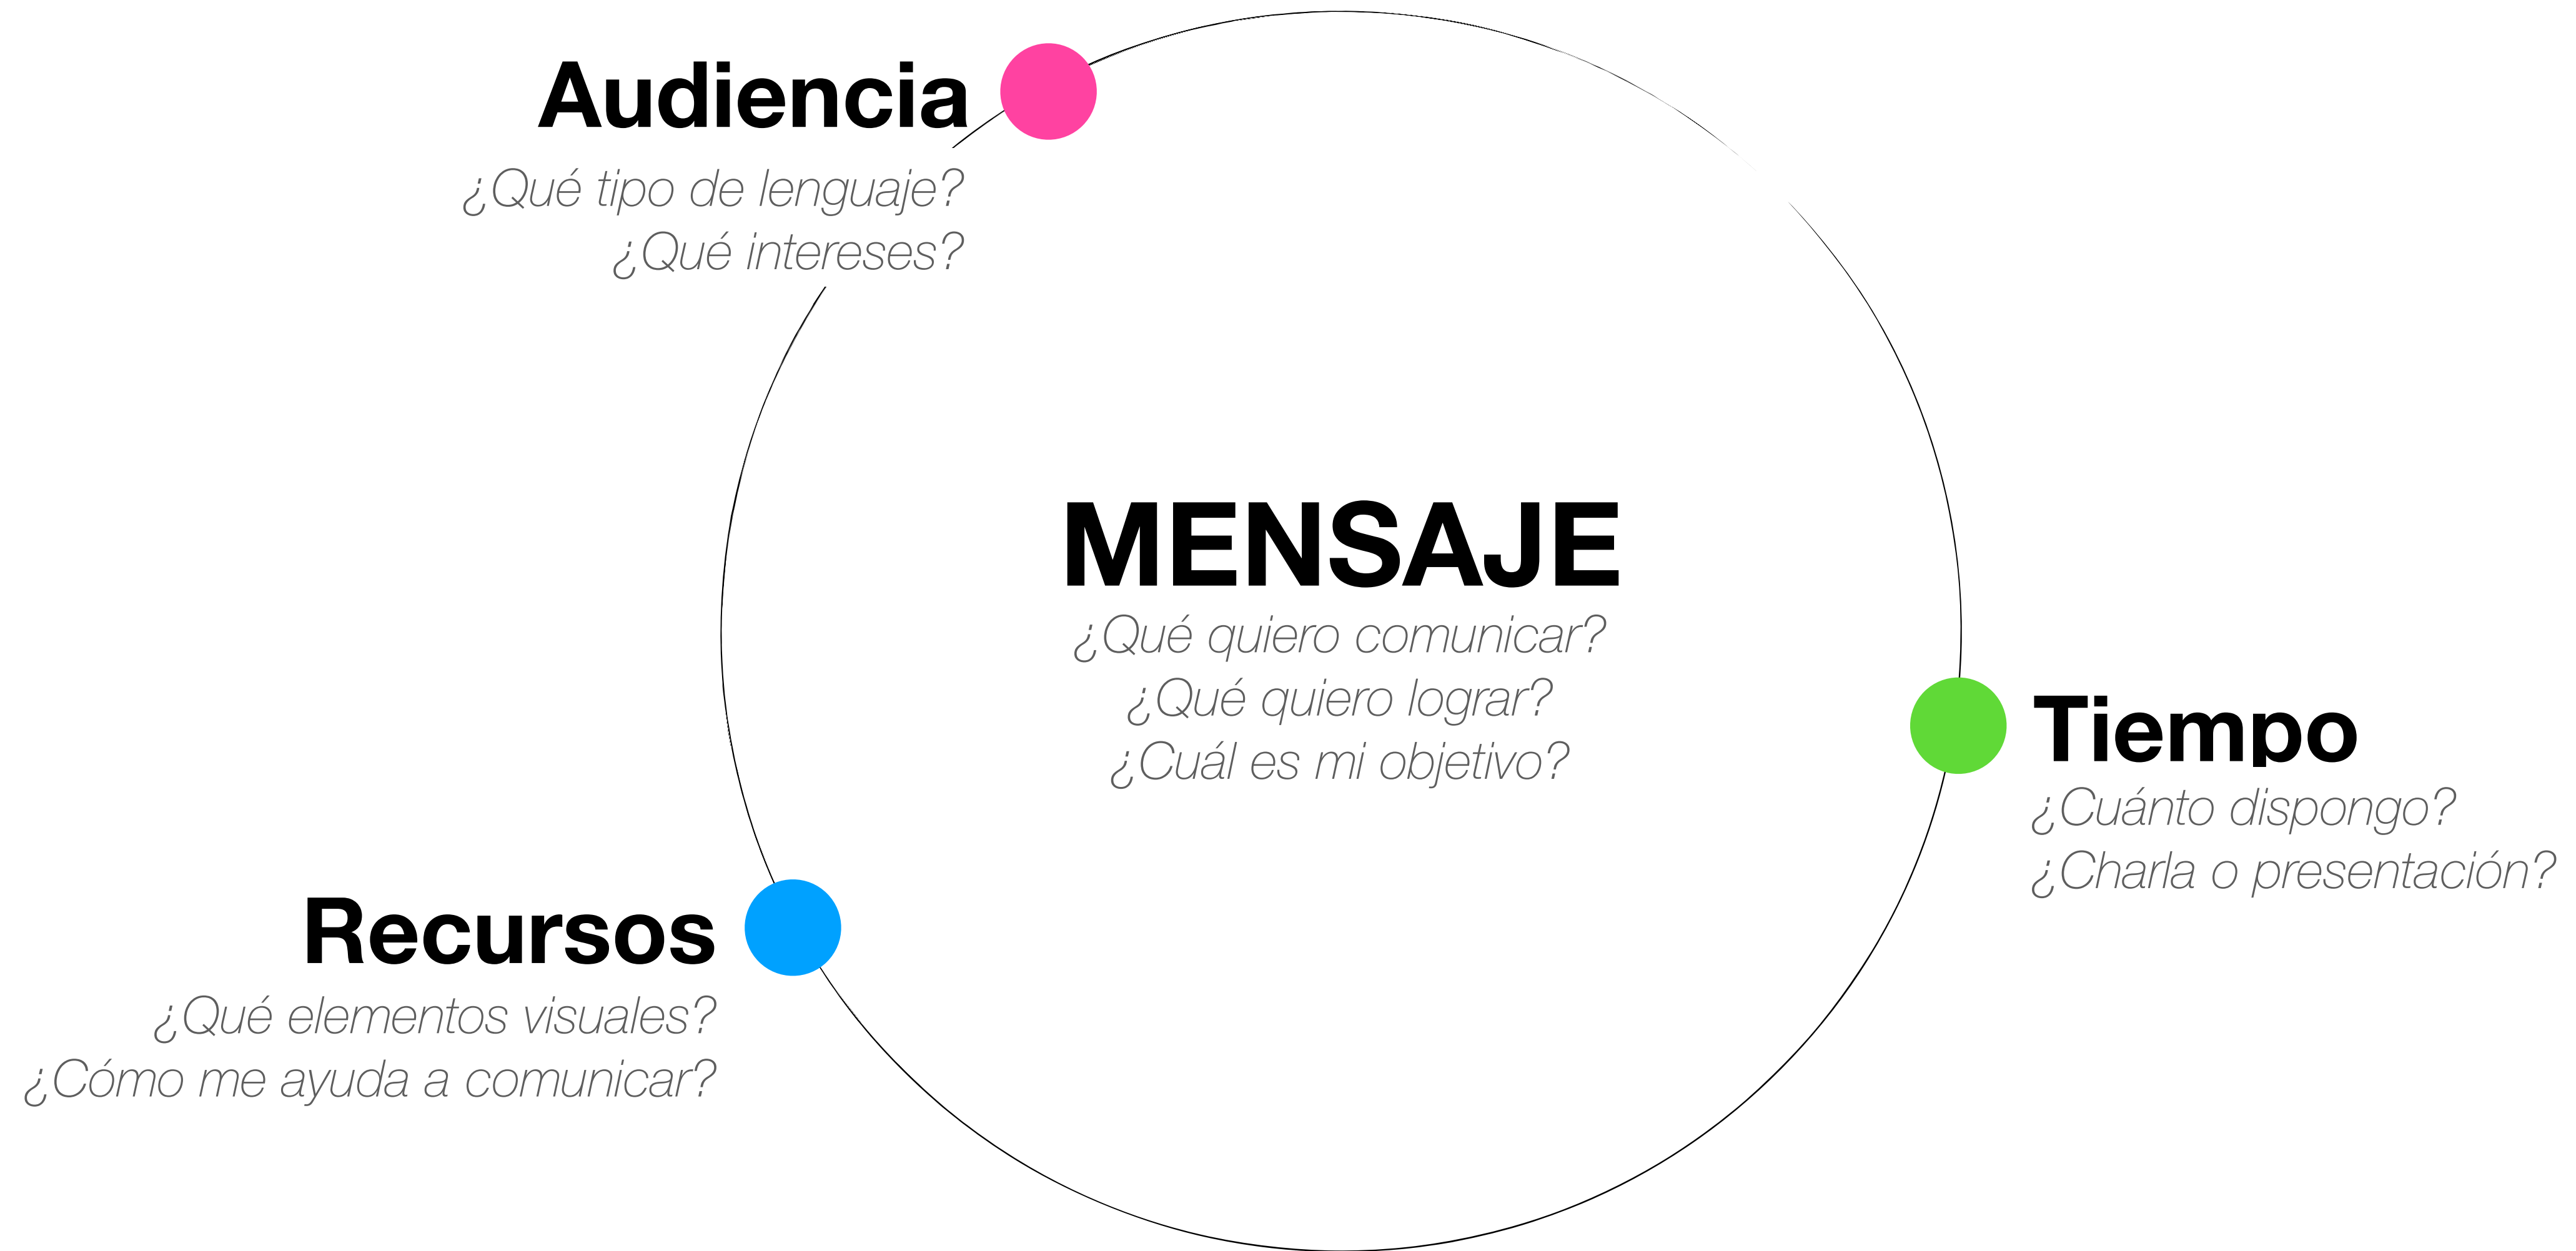 Audiencia
¿Qué tipo de lenguaje?
¿Qué intereses?
MENSAJE
¿Qué quiero comunicar?
¿Qué quiero lograr?
¿Cuál es mi objetivo?
Tiempo
¿Cuánto dispongo?
¿Charla o presentación?
Recursos
¿Qué elementos visuales?
¿Cómo me ayuda a comunicar?